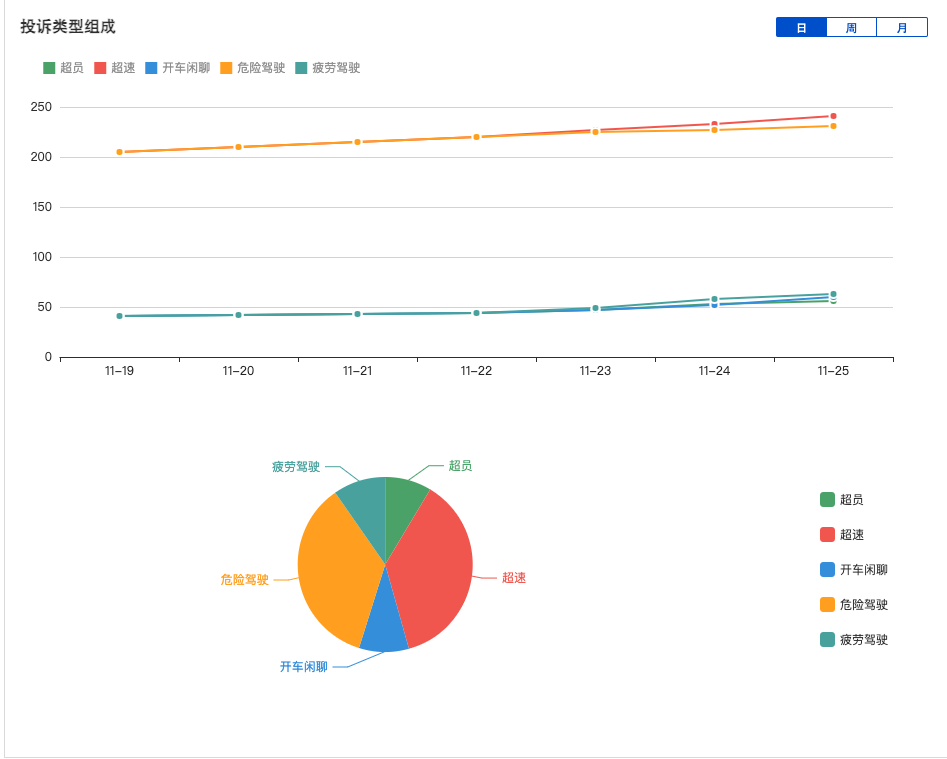 投诉类型组成
日 周 月
超员 超速 开车闲聊 危险驾驶 疲劳驾驶
250
200
150
100
50
0
11-19 11-20 11-21 11-22 11-23 11-24 11-25
疲劳驾驶 超员
危险驾驶 超速
开车闲聊
超员
超速
开车闲聊
危险驾驶
疲劳驾驶